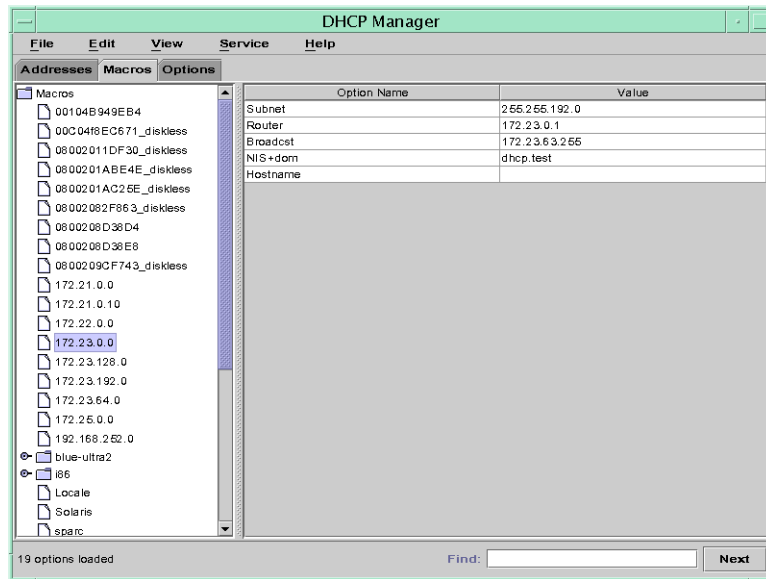 DHCP Manager
File Edit View Service Help
Addresses Macros Options
Macros
00104B949EB4
00C04f8EC671_diskless
08002011DF30_diskless
0800201ABE4E_diskless
0800201AC25E_diskless
08002082F863_diskless
0800208D38D4
0800208D38E8
0800209CF743_diskless
172.21.0.0
172.21.0.10
172.22.0.0
172.23.0.0
172.23.128.0
172.23.192.0
172.23.64.0
172.25.0.0
192.168.252.0
blue-ultra2
i86
Locale
Solaris
sparc
Option Name Value
Subnet 255.255.192.0
Router 172.23.0.1
Broadcst 172.23.63.255
NIS+dom dhcp.test
Hostname
19 options loaded
Find: Next